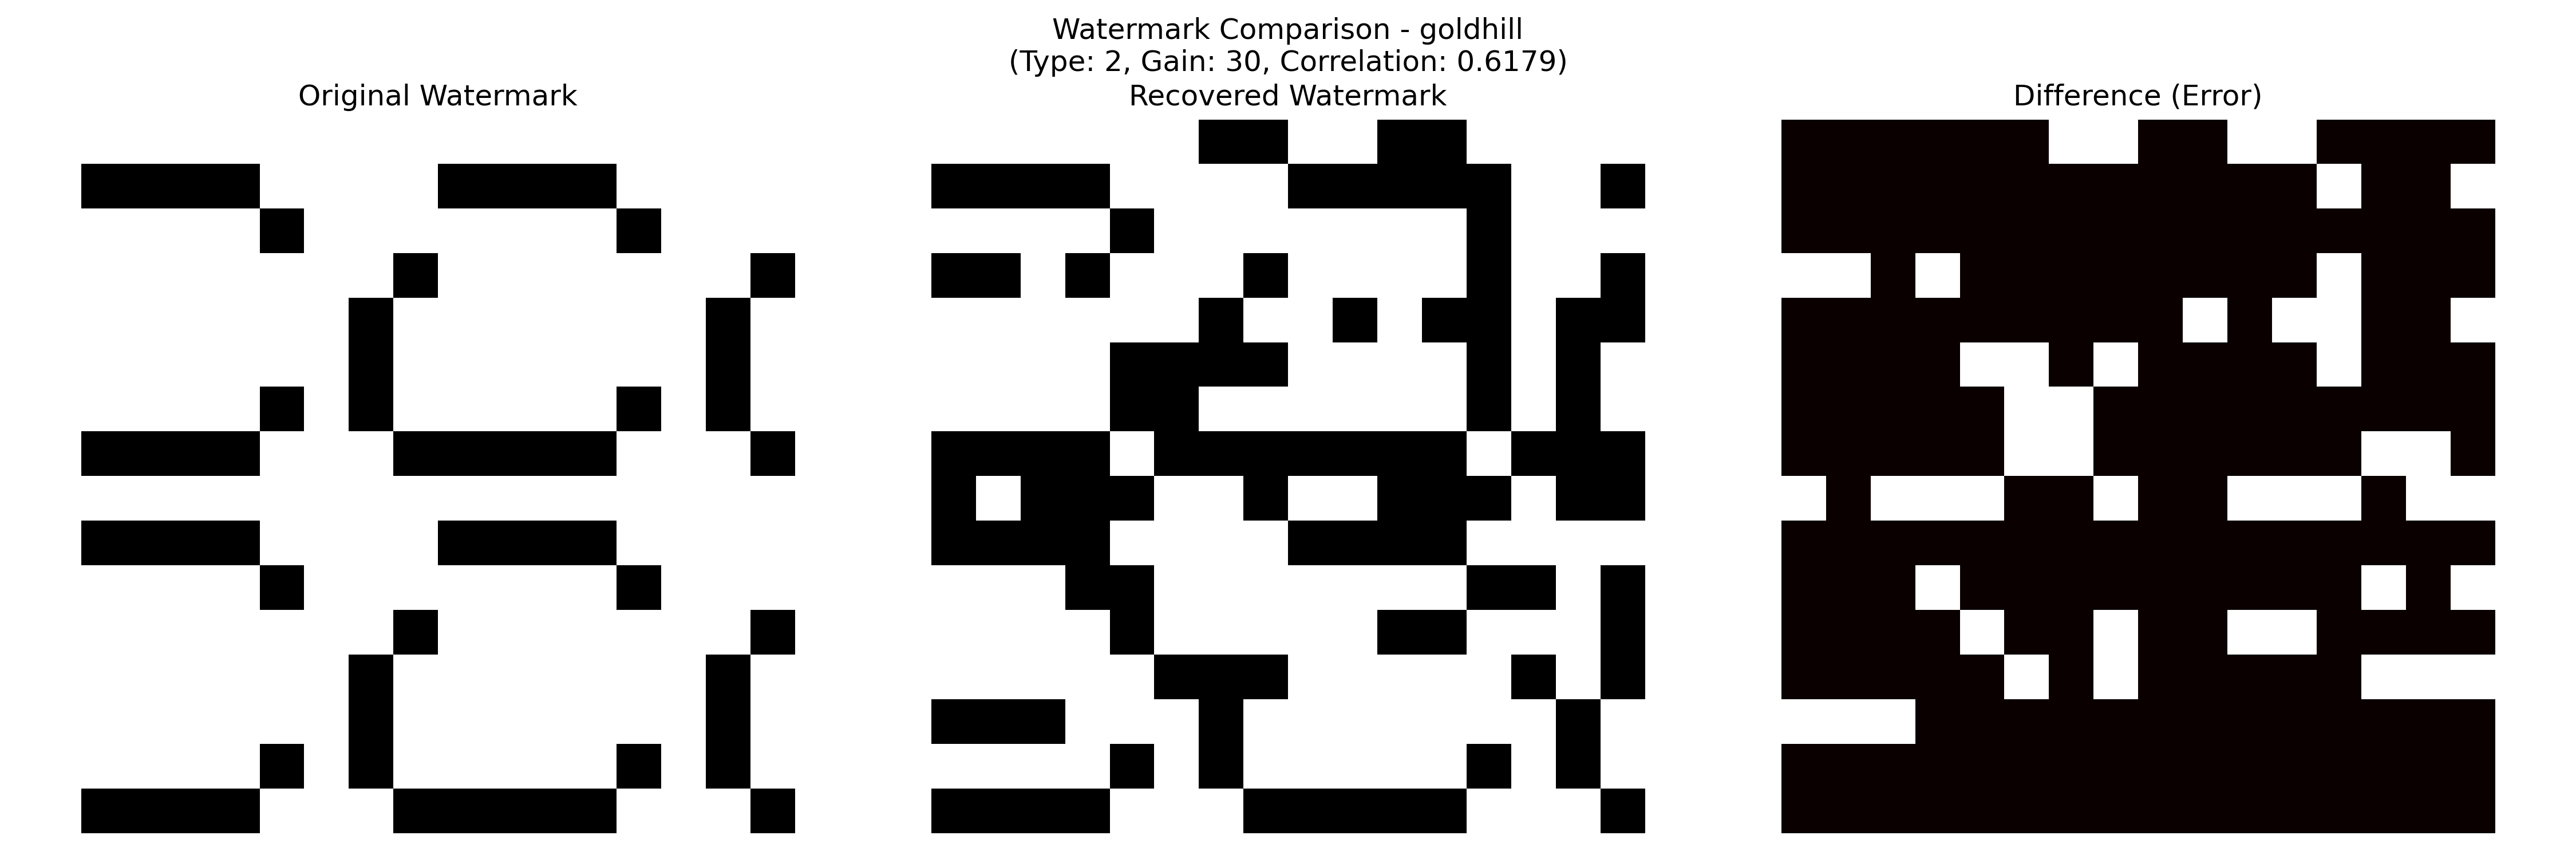 Watermark Comparison - goldhill
(Type: 2, Gain: 30, Correlation: 0.6179)
Original Watermark
Recovered Watermark
Difference (Error)